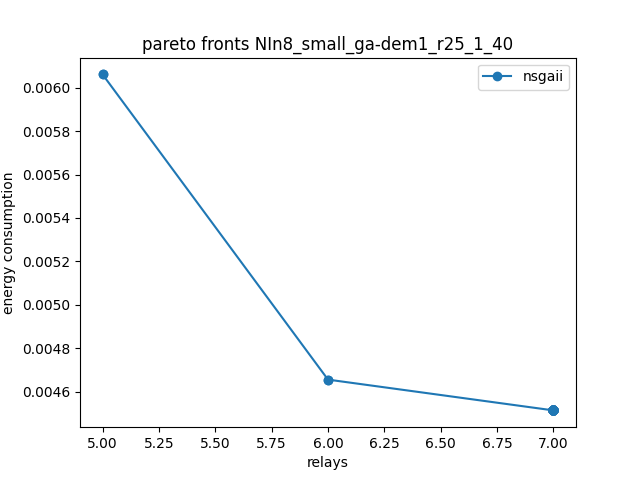 pareto fronts NIn8_small_ga-dem1_r25_1_40
nsgaii
energy consumption
0.0060
0.0058
0.0056
0.0054
0.0052
0.0050
0.0048
0.0046
5.00 5.25 5.50 5.75 6.00 6.25 6.50 6.75 7.00
relays